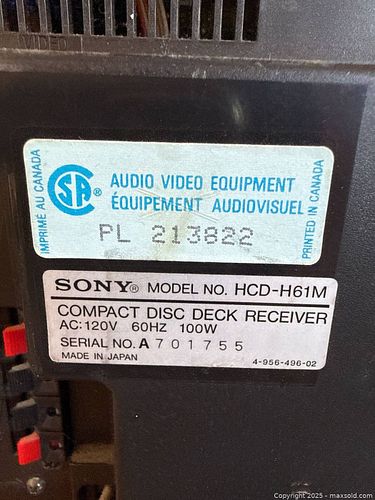 VIDEO 1
IMPRIMÉ AU CANADA
CSA®
AUDIO VIDEO EQUIPMENT
ÉQUIPEMENT AUDIOVISUEL
PL 213822
PRINTED IN CANADA
SONY® MODEL NO. HCD-H61M
COMPACT DISC DECK RECEIVER
AC:120V 60HZ 100W
SERIAL NO. A 701755
MADE IN JAPAN
4-956-496-02
Copyright © 2025 - maxsold.com